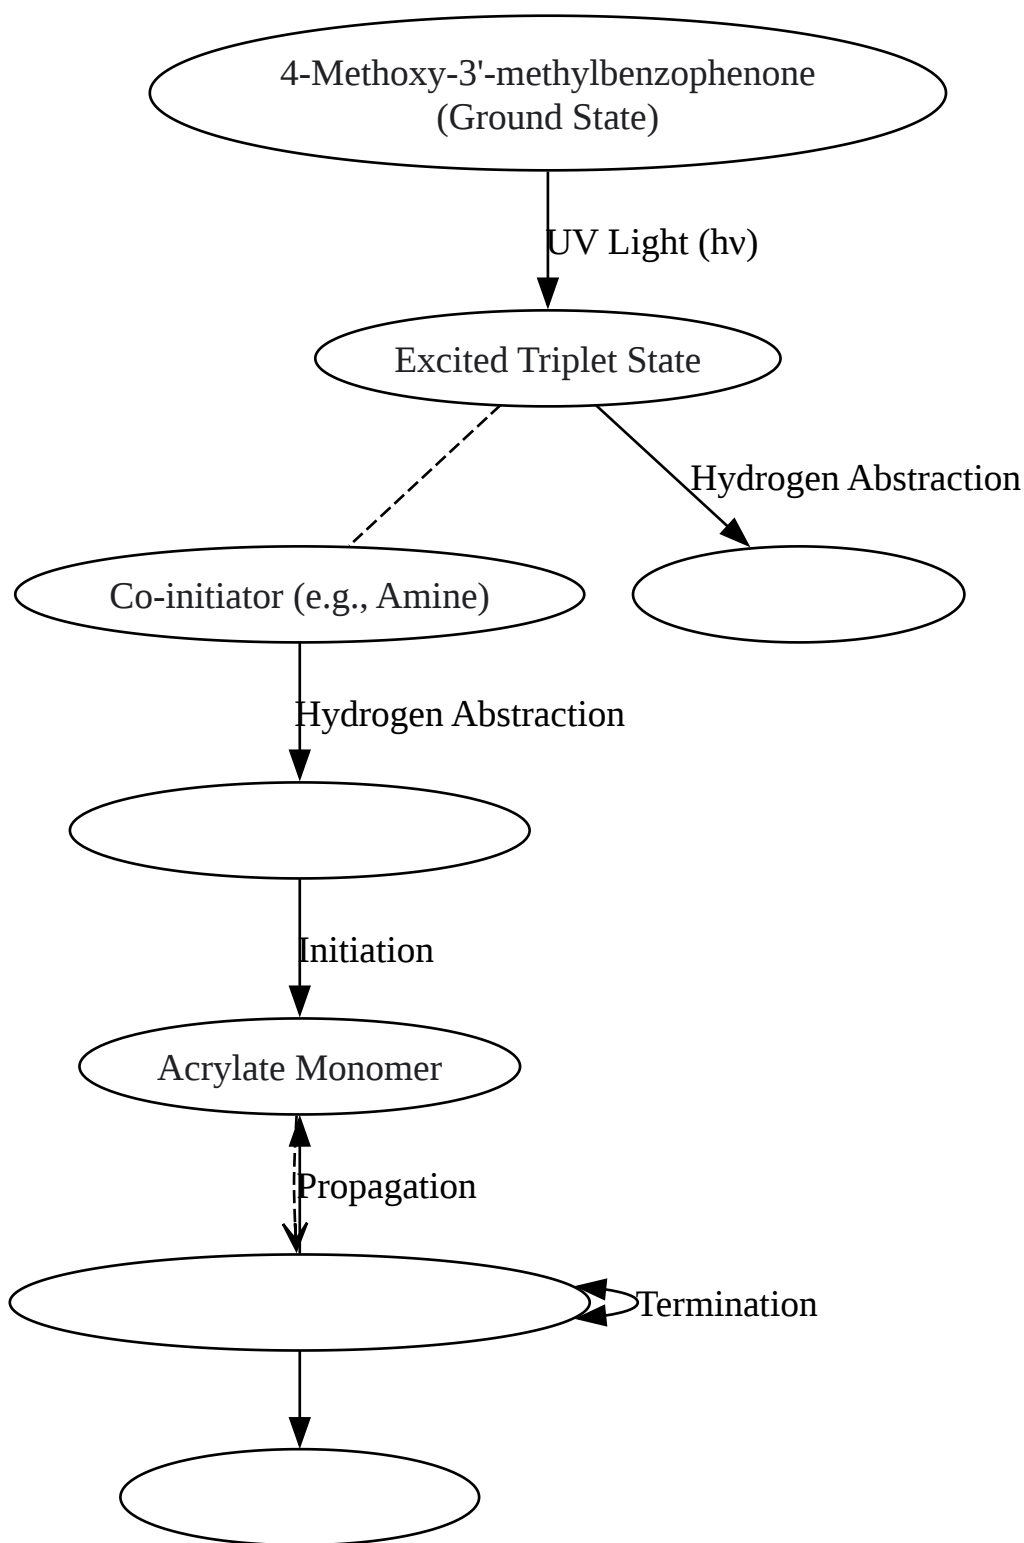 4-Methoxy-3'-methylbenzophenone
(Ground State)
UV Light (hν)
Excited Triplet State
Hydrogen Abstraction
Co-initiator (e.g., Amine)
Hydrogen Abstraction
Initiation
Acrylate Monomer
Propagation
Termination